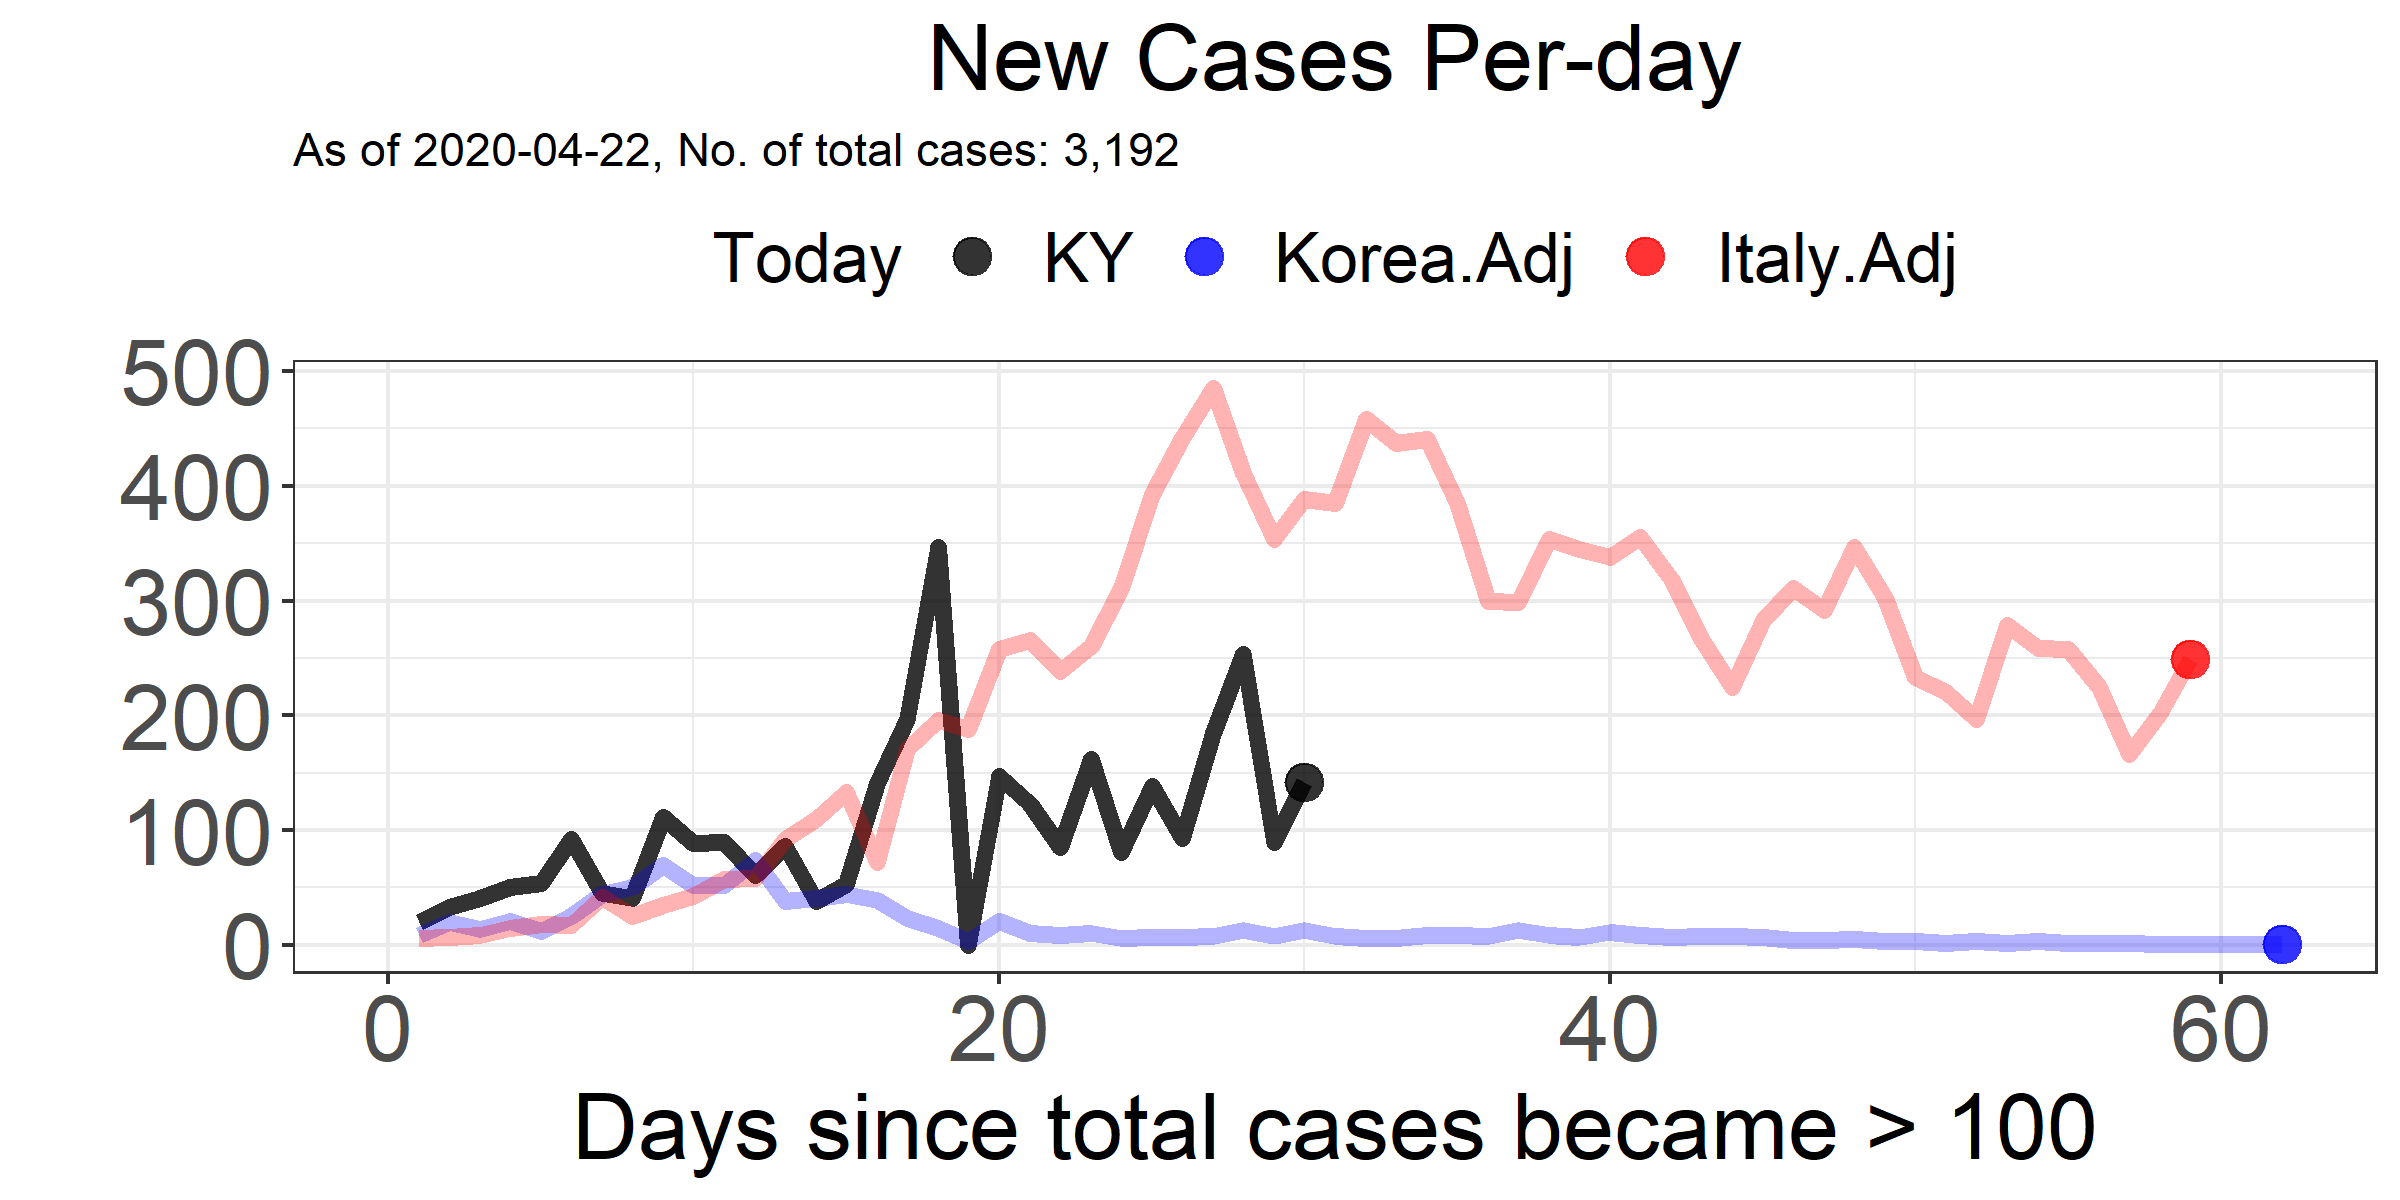 New Cases Per-day
As of 2020-04-22, No. of total cases: 3,192
Today KY Korea.Adj Italy.Adj
500
400
300
200
100
0
0 20 40 60
Days since total cases became > 100